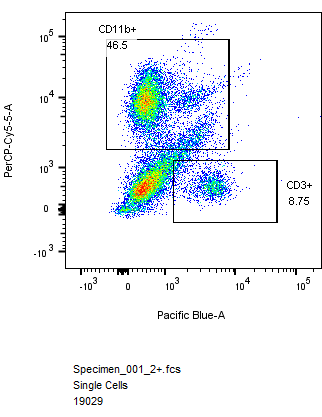 CD11b+
46.5
10^5
10^4
10^3
0
-10^3
PerCP-Cy5-5-A
CD3+
8.75
-10^3 0 10^3 10^4 10^5
Pacific Blue-A
Specimen_001_2+.fcs
Single Cells
19029